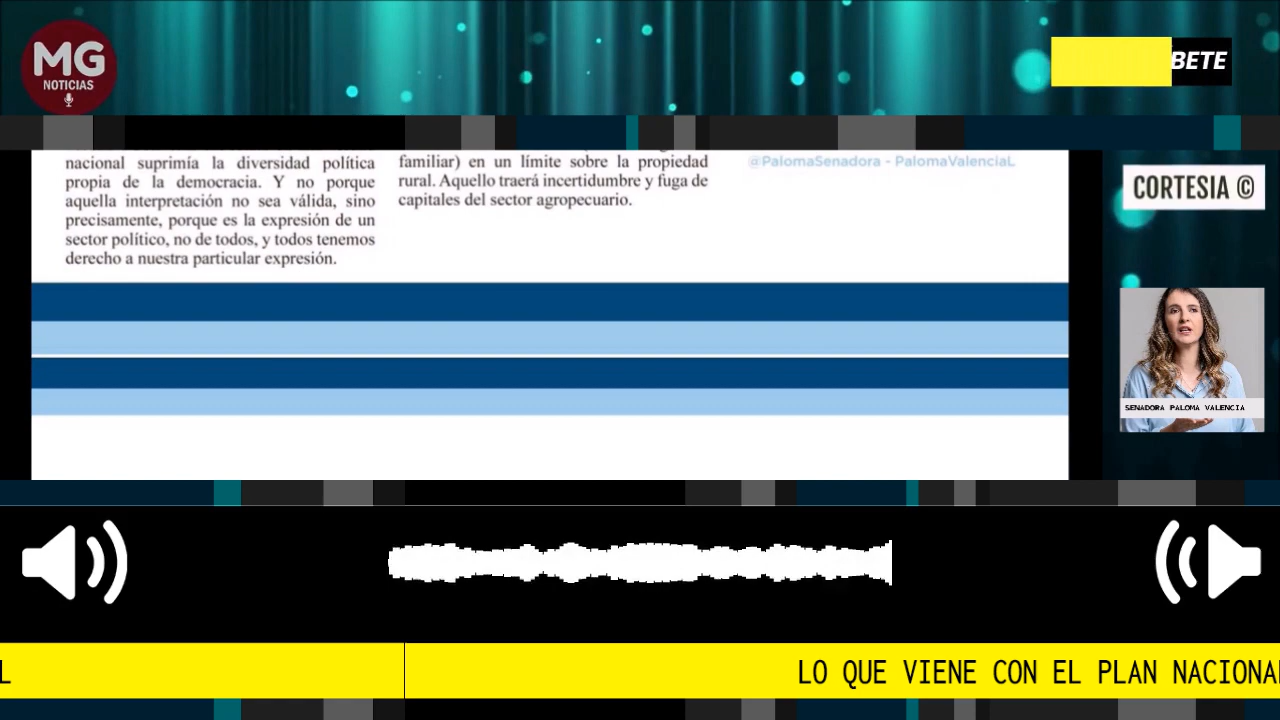 MG
NOTICIAS
BETE
nacional suprimía la diversidad política
propia de la democracia. Y no porque
aquella interpretación no sea válida, sino
precisamente, porque es la expresión de un
sector político, no de todos, y todos tenemos
derecho a nuestra particular expresión.
familiar) en un límite sobre la propiedad
rural. Aquello traerá incertidumbre y fuga de
capitales del sector agropecuario.
@PalomaSenadora - PalomaValenciaL
CORTESIA ©
SENADORA PALOMA VALENCIA
L
LO QUE VIENE CON EL PLAN NACIONA